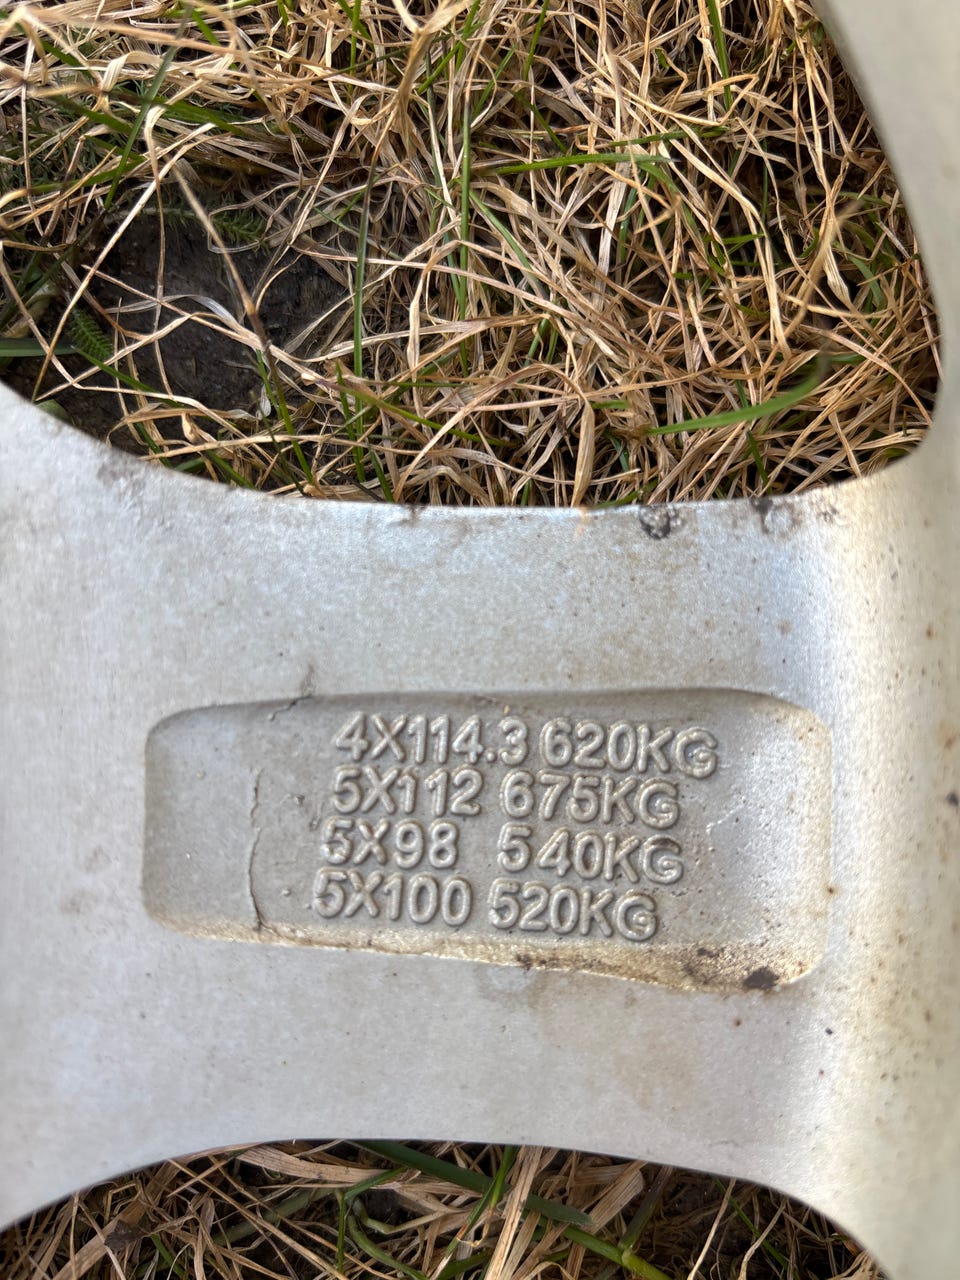 4X114.3 620KG
5X112 675KG
5X98 540KG
5X100 520KG